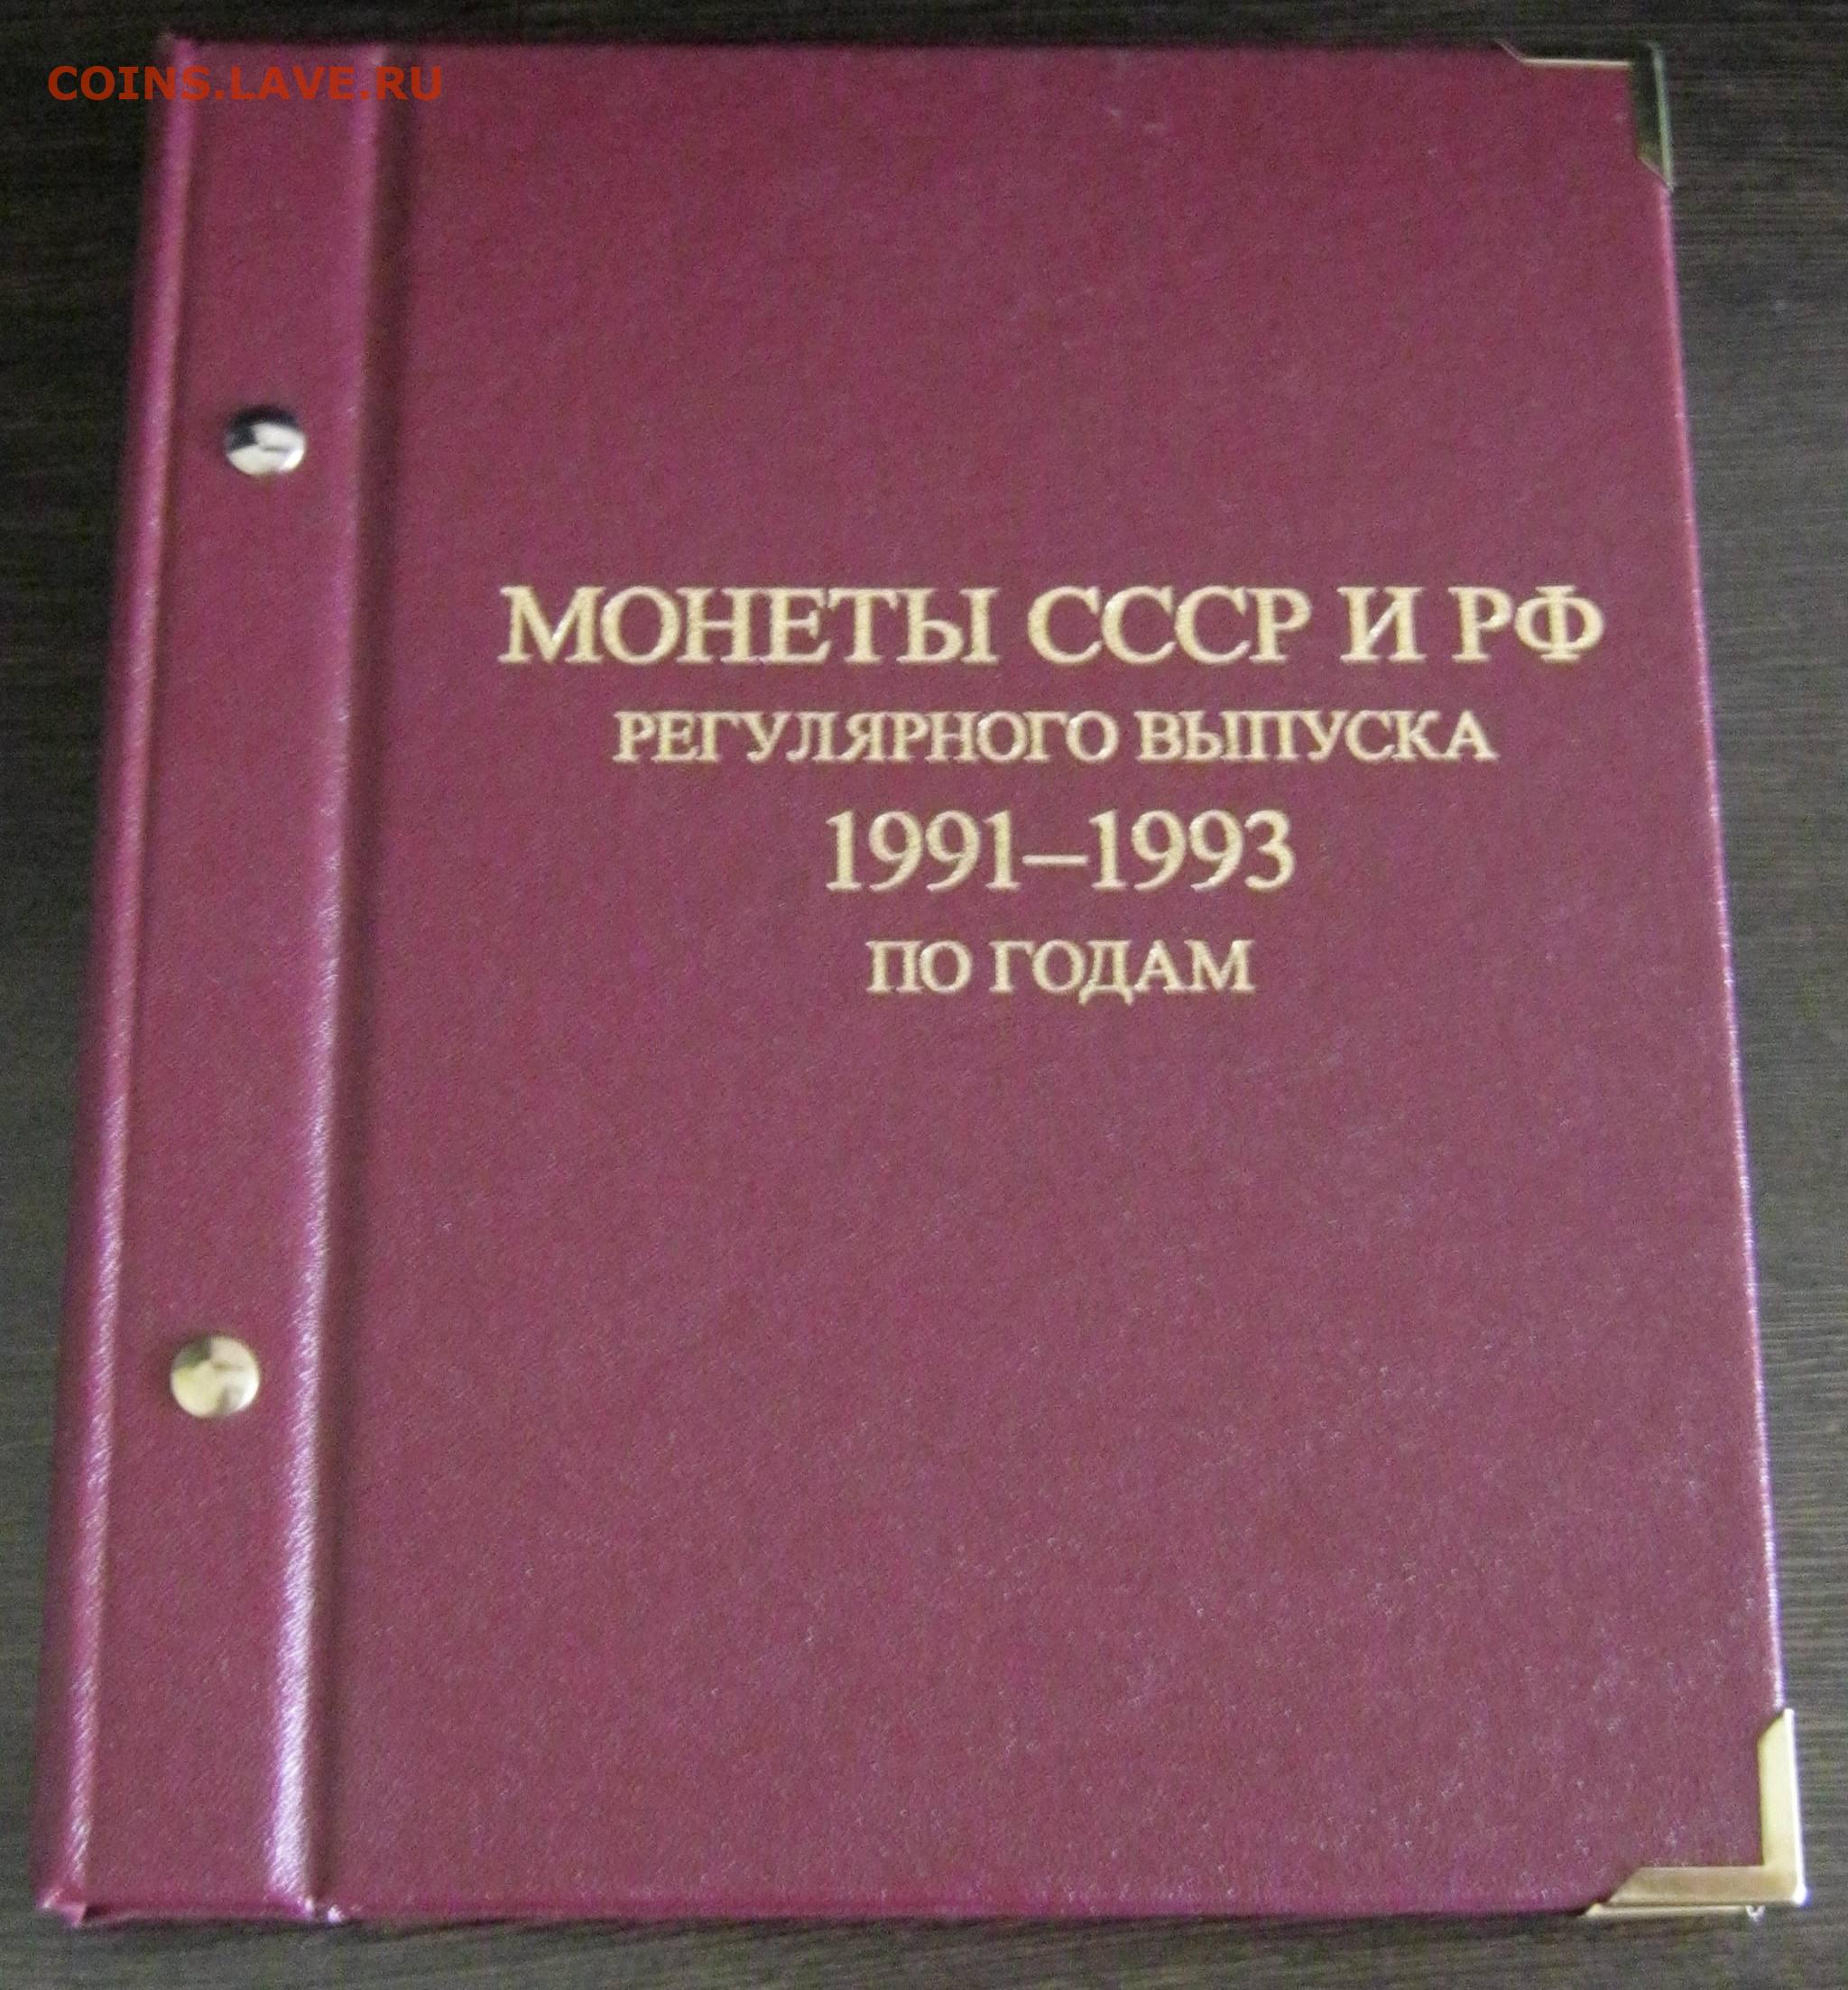 COINS.LAVE.RU
МОНЕТЫ СССР И РФ
РЕГУЛЯРНОГО ВЫПУСКА
1991–1993
ПО ГОДАМ